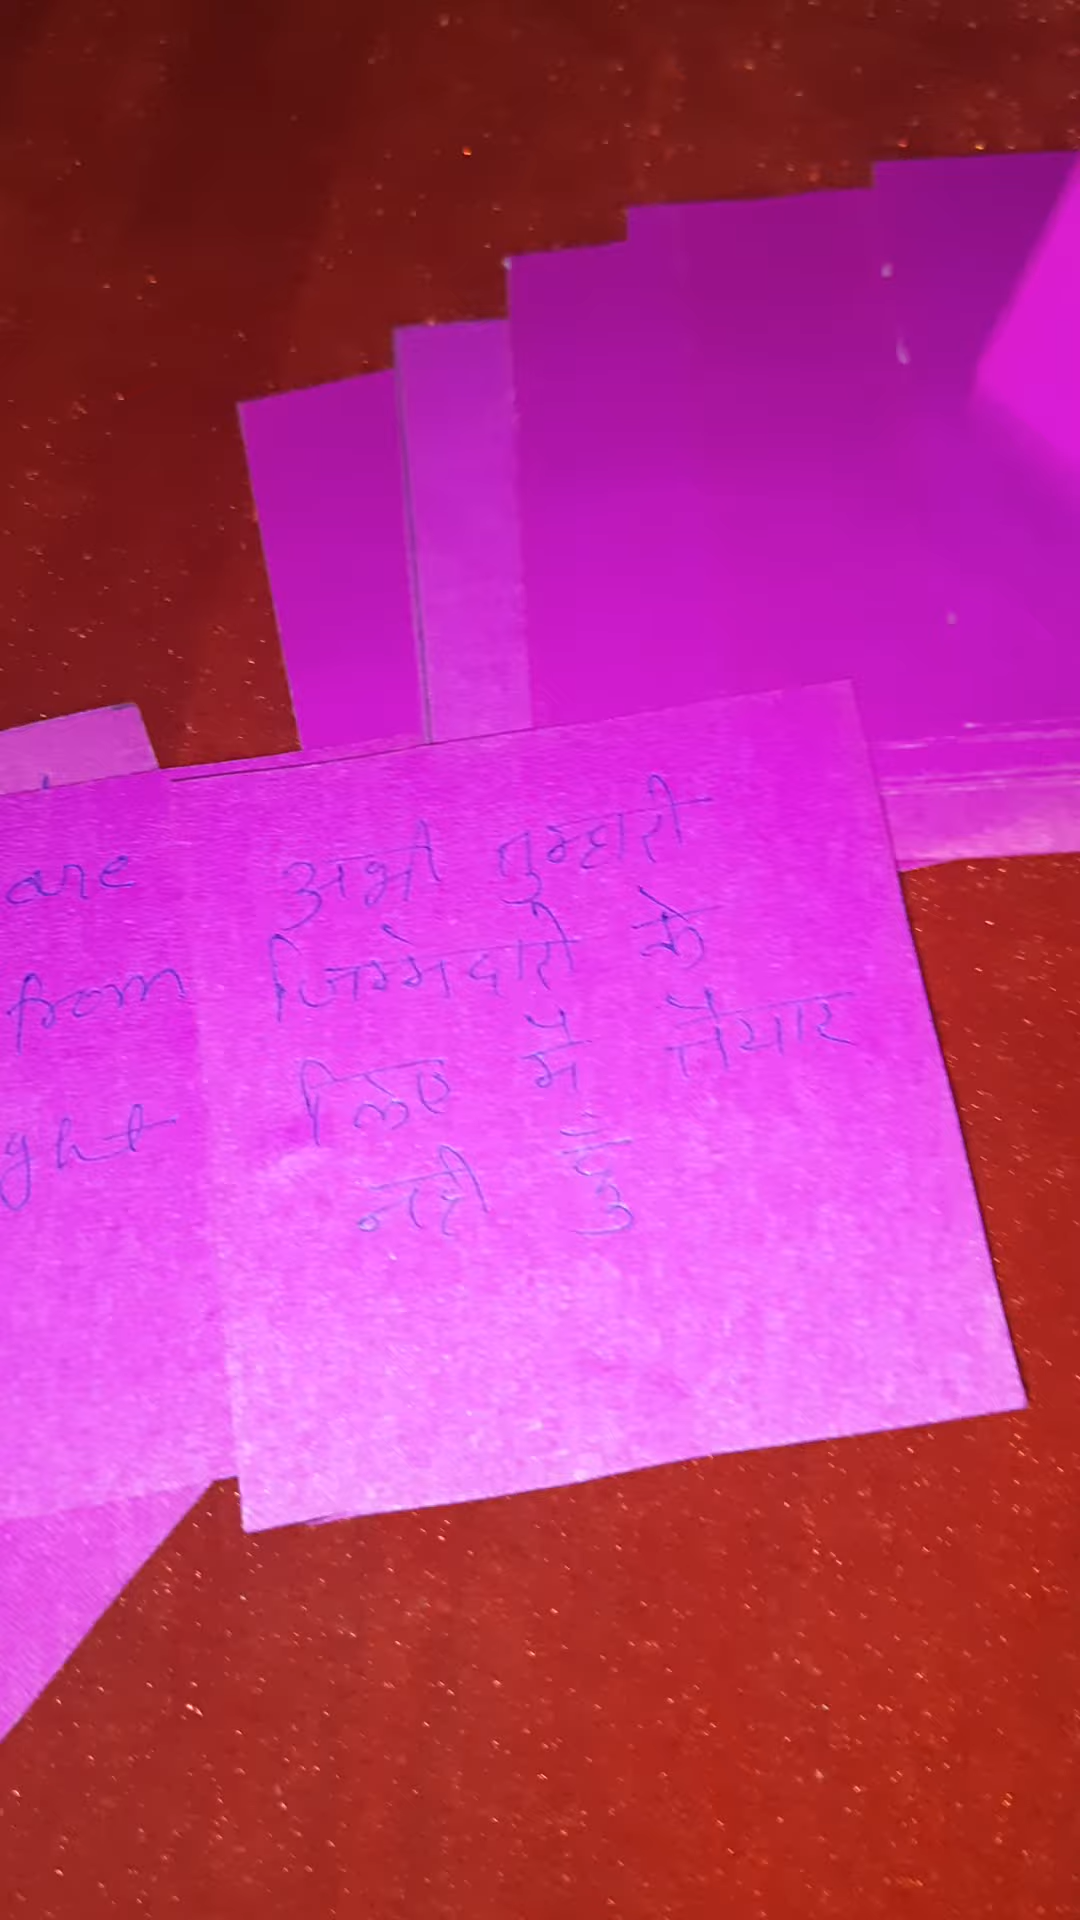 are
from
ght
अभी तुम्हारी
जिम्मेदारी के
लिए मैं तैयार
नही हुँ